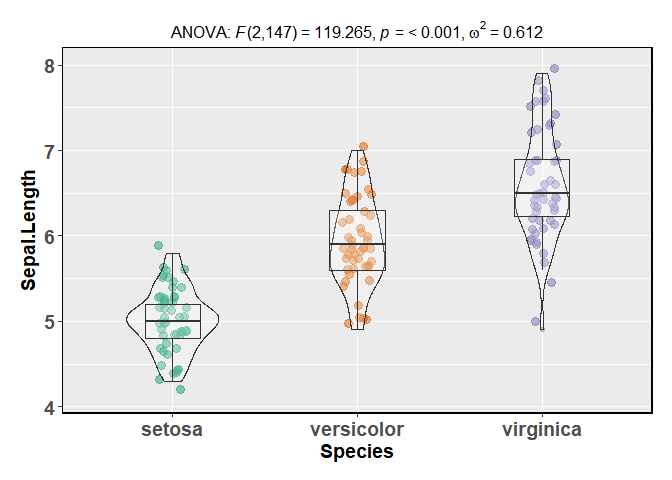 ANOVA: F(2,147) = 119.265, p = < 0.001, ω² = 0.612
Sepal.Length
8
7
6
5
4
setosa versicolor virginica
Species